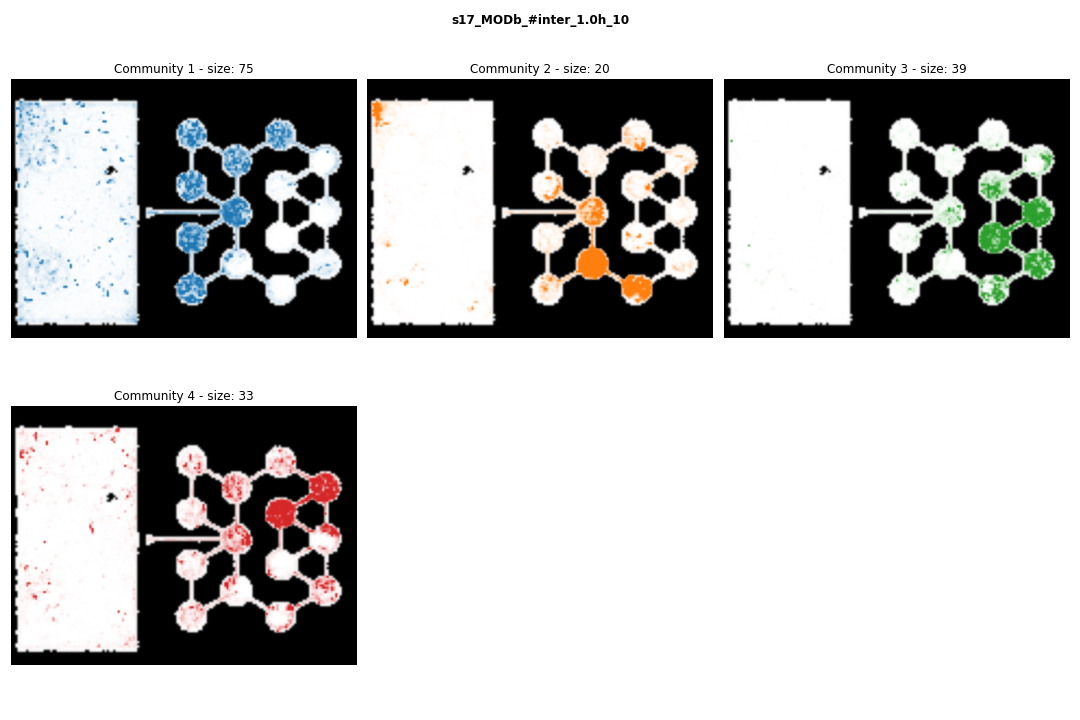 s17_MODb_#inter_1.0h_10
Community 1 - size: 75
Community 2 - size: 20
Community 3 - size: 39
Community 4 - size: 33